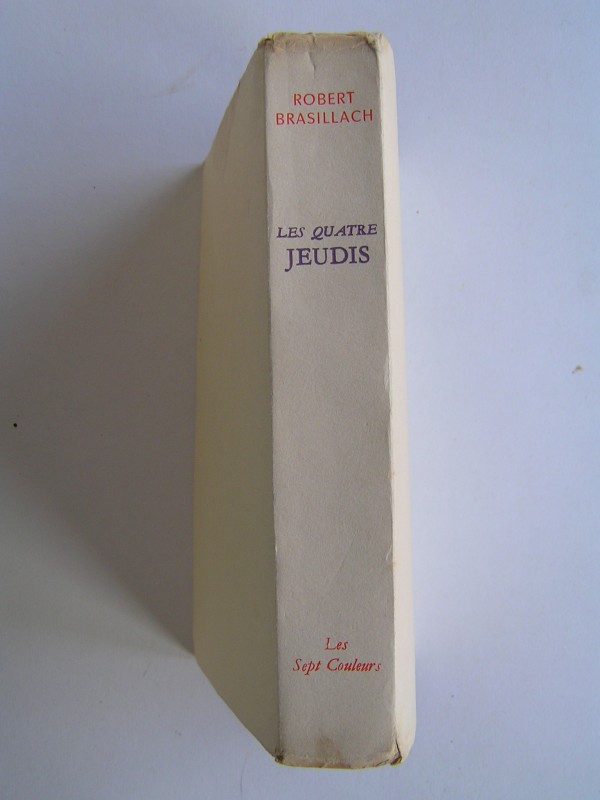 ROBERT
BRASILLACH
LES QUATRE
JEUDIS
Les
Sept Couleurs